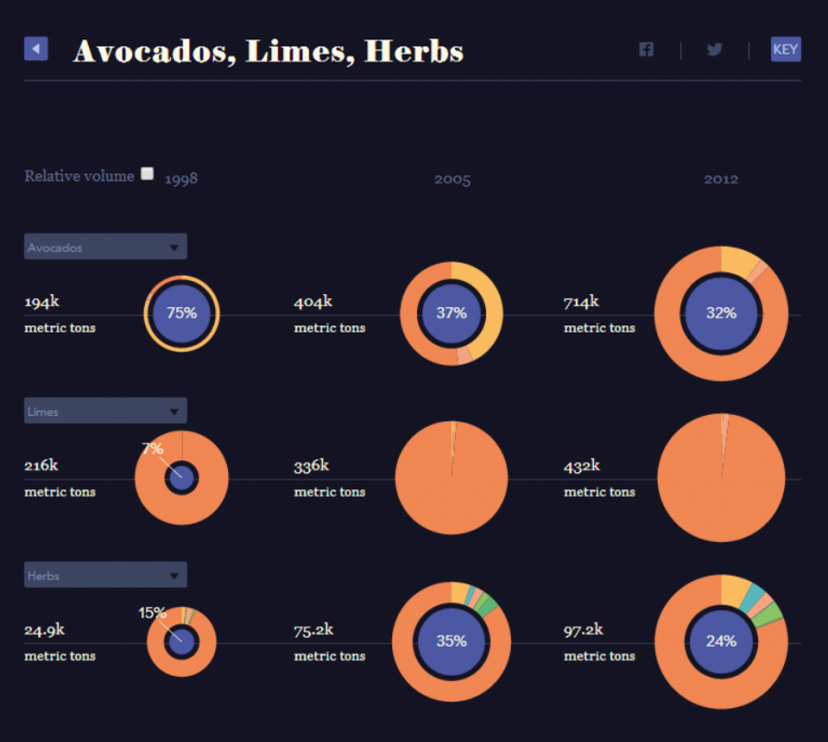 Avocados, Limes, Herbs
KEY
Relative volume 1998 2005 2012
Avocados
194k
metric tons
75%
404k
metric tons
37%
714k
metric tons
32%
Limes
216k
metric tons
7%
336k
metric tons
432k
metric tons
Herbs
24.9k
metric tons
15%
75.2k
metric tons
35%
97.2k
metric tons
24%